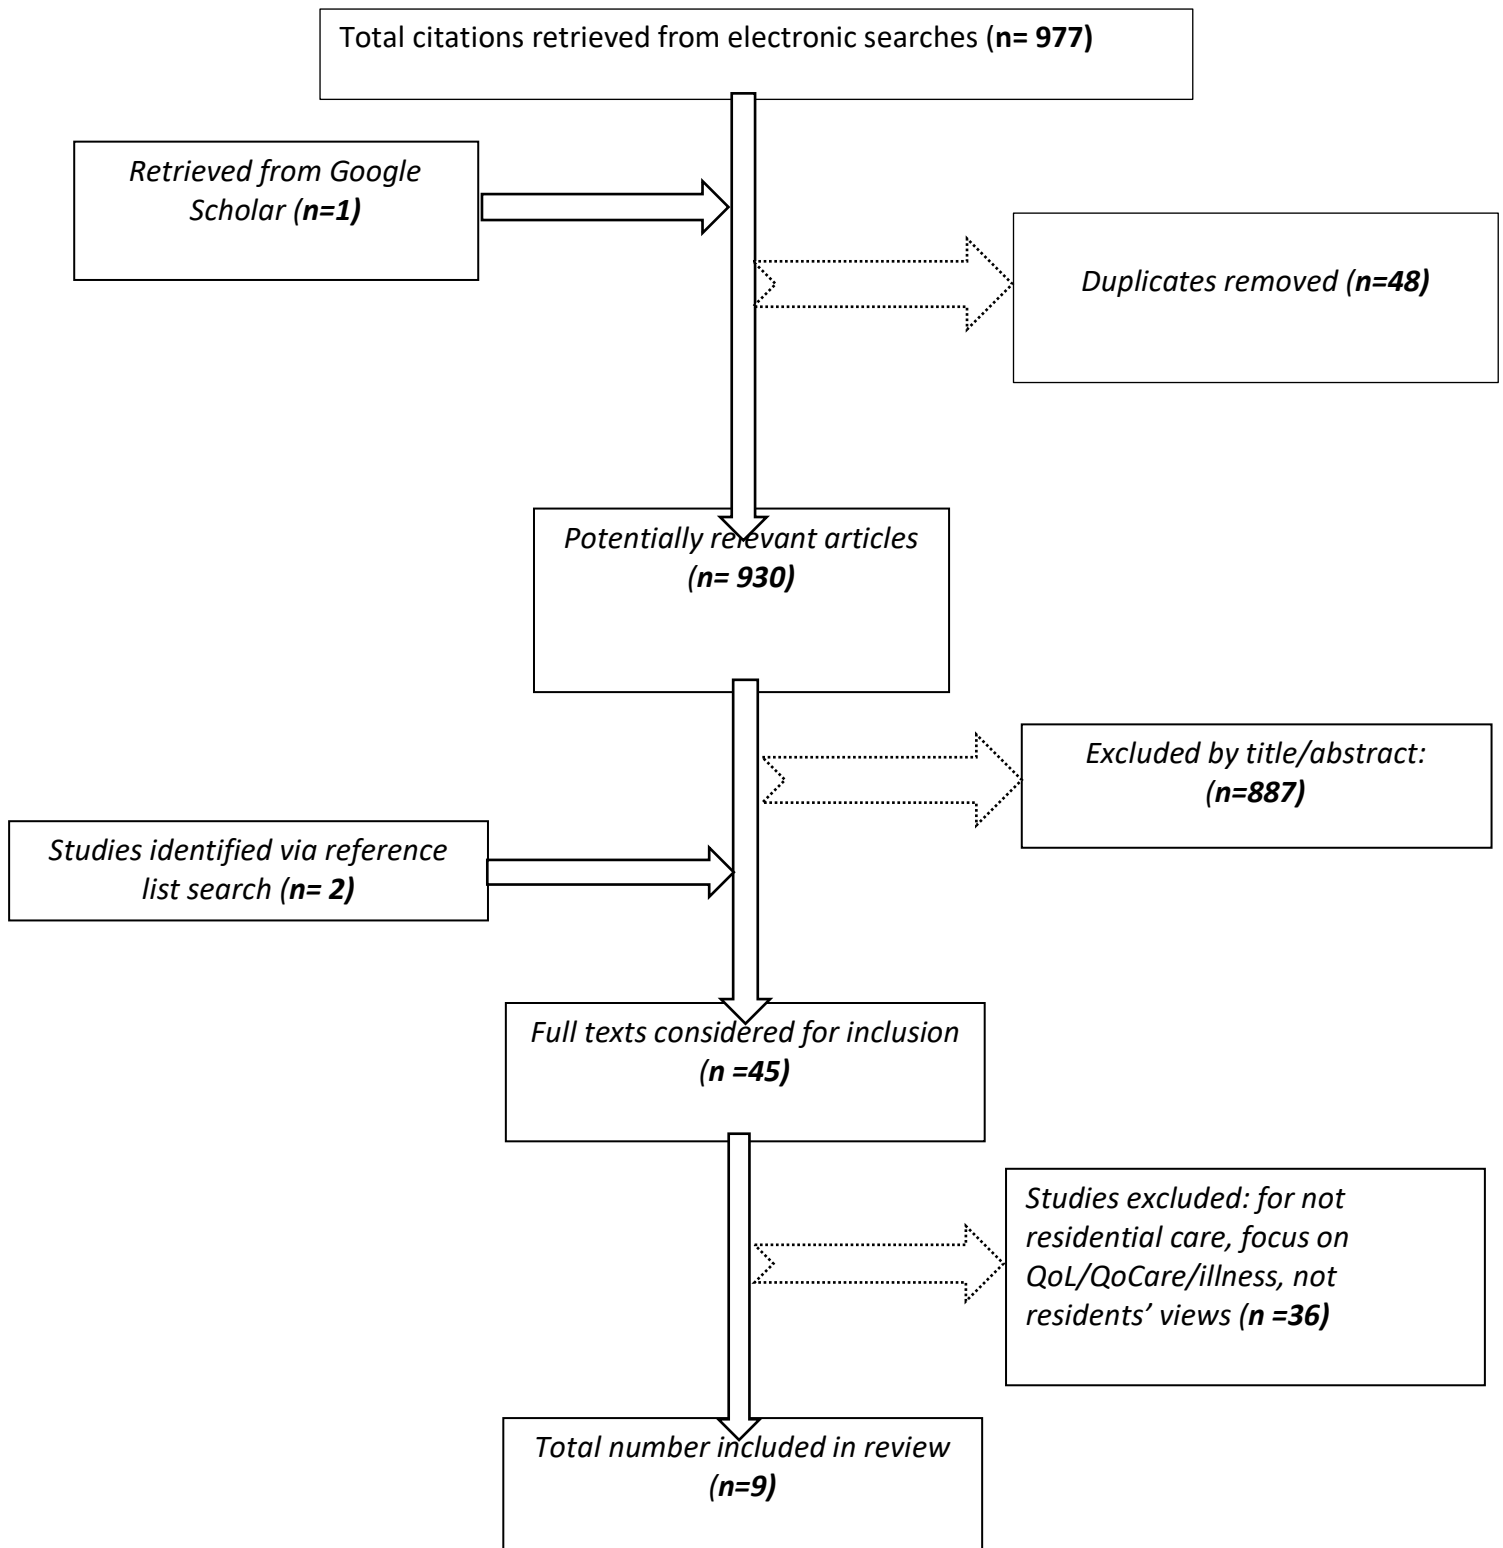 Total citations retrieved from electronic searches (n= 977)
Retrieved from Google
Scholar (n=1)
Duplicates removed (n=48)
Potentially relevant articles
(n= 930)
Excluded by title/abstract:
(n=887)
Studies identified via reference
list search (n= 2)
Full texts considered for inclusion
(n =45)
Studies excluded: for not
residential care, focus on
QoL/QoCare/illness, not
residents’ views (n =36)
Total number included in review
(n=9)